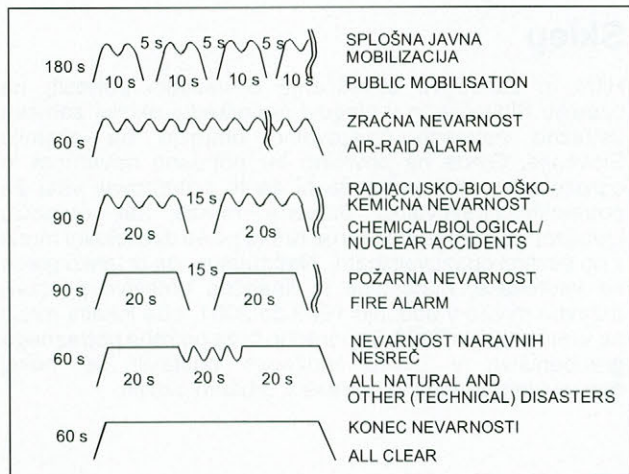 5 s 5 s 5 s
180 s
10 s 10 s 10 s 10 s
SPLOŠNA JAVNA
MOBILIZACIJA
PUBLIC MOBILISATION
60 s
ZRAČNA NEVARNOST
AIR-RAID ALARM
15 s
90 s
20 s 20 s
RADIACIJSKO-BIOLOŠKO-
KEMIČNA NEVARNOST
CHEMICAL/BIOLOGICAL/
NUCLEAR ACCIDENTS
15 s
90 s
20 s 20 s
POŽARNA NEVARNOST
FIRE ALARM
60 s
20 s 20 s 20 s
NEVARNOST NARAVNIH
NESREČ
ALL NATURAL AND
OTHER (TECHNICAL) DISASTERS
60 s
KONEC NEVARNOSTI
ALL CLEAR